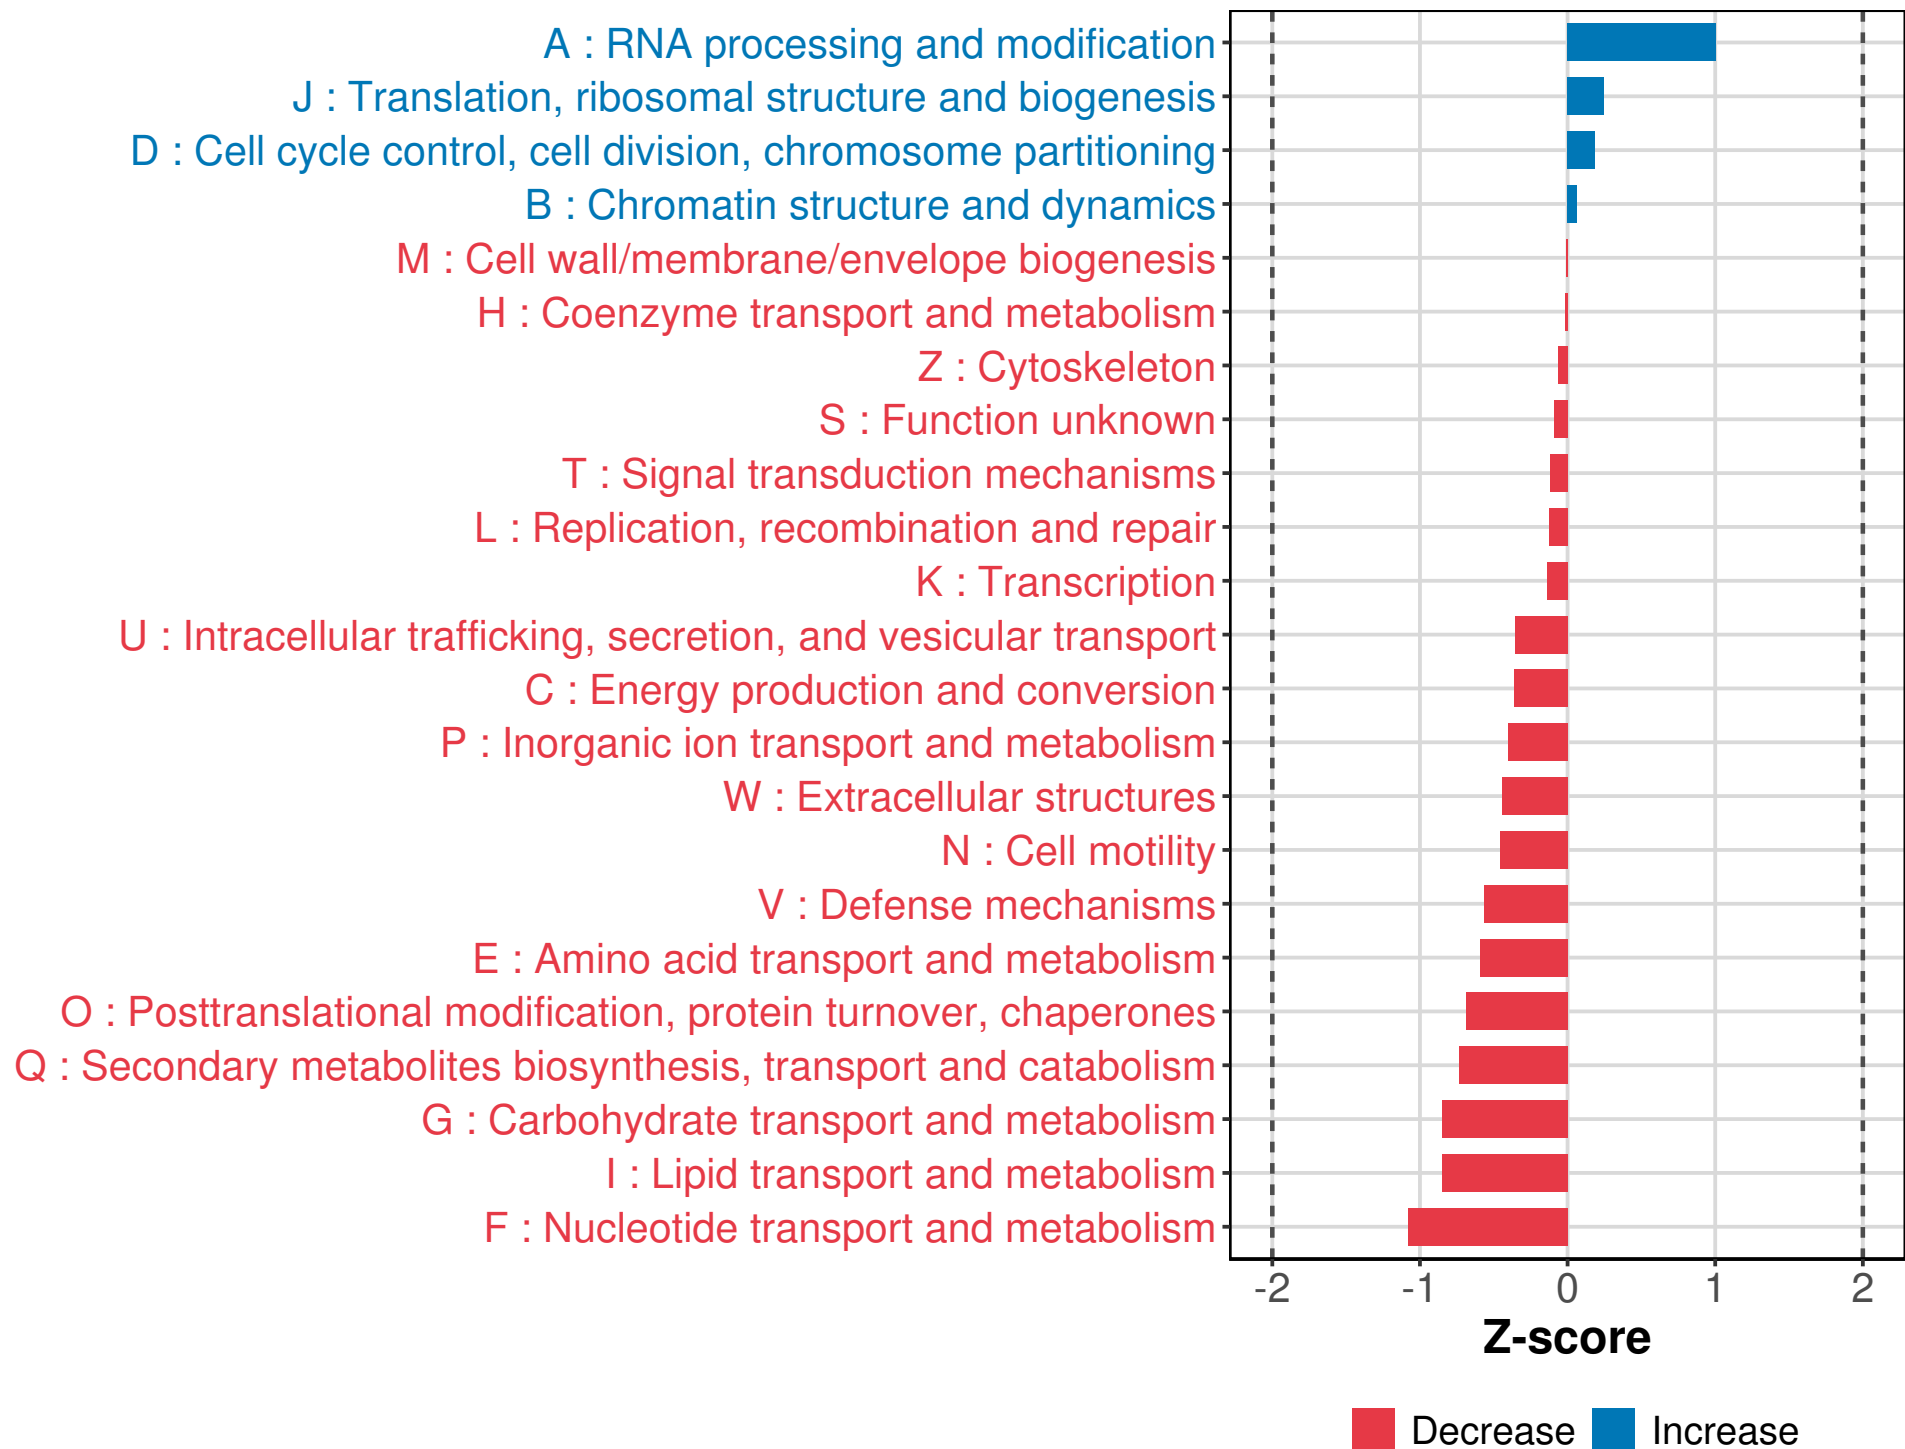 A : RNA processing and modification
J : Translation, ribosomal structure and biogenesis
D : Cell cycle control, cell division, chromosome partitioning
B : Chromatin structure and dynamics
M : Cell wall/membrane/envelope biogenesis
H : Coenzyme transport and metabolism
Z : Cytoskeleton
S : Function unknown
T : Signal transduction mechanisms
L : Replication, recombination and repair
K : Transcription
U : Intracellular trafficking, secretion, and vesicular transport
C : Energy production and conversion
P : Inorganic ion transport and metabolism
W : Extracellular structures
N : Cell motility
V : Defense mechanisms
E : Amino acid transport and metabolism
O : Posttranslational modification, protein turnover, chaperones
Q : Secondary metabolites biosynthesis, transport and catabolism
G : Carbohydrate transport and metabolism
I : Lipid transport and metabolism
F : Nucleotide transport and metabolism
-2 -1 0 1 2
Z-score
Decrease Increase